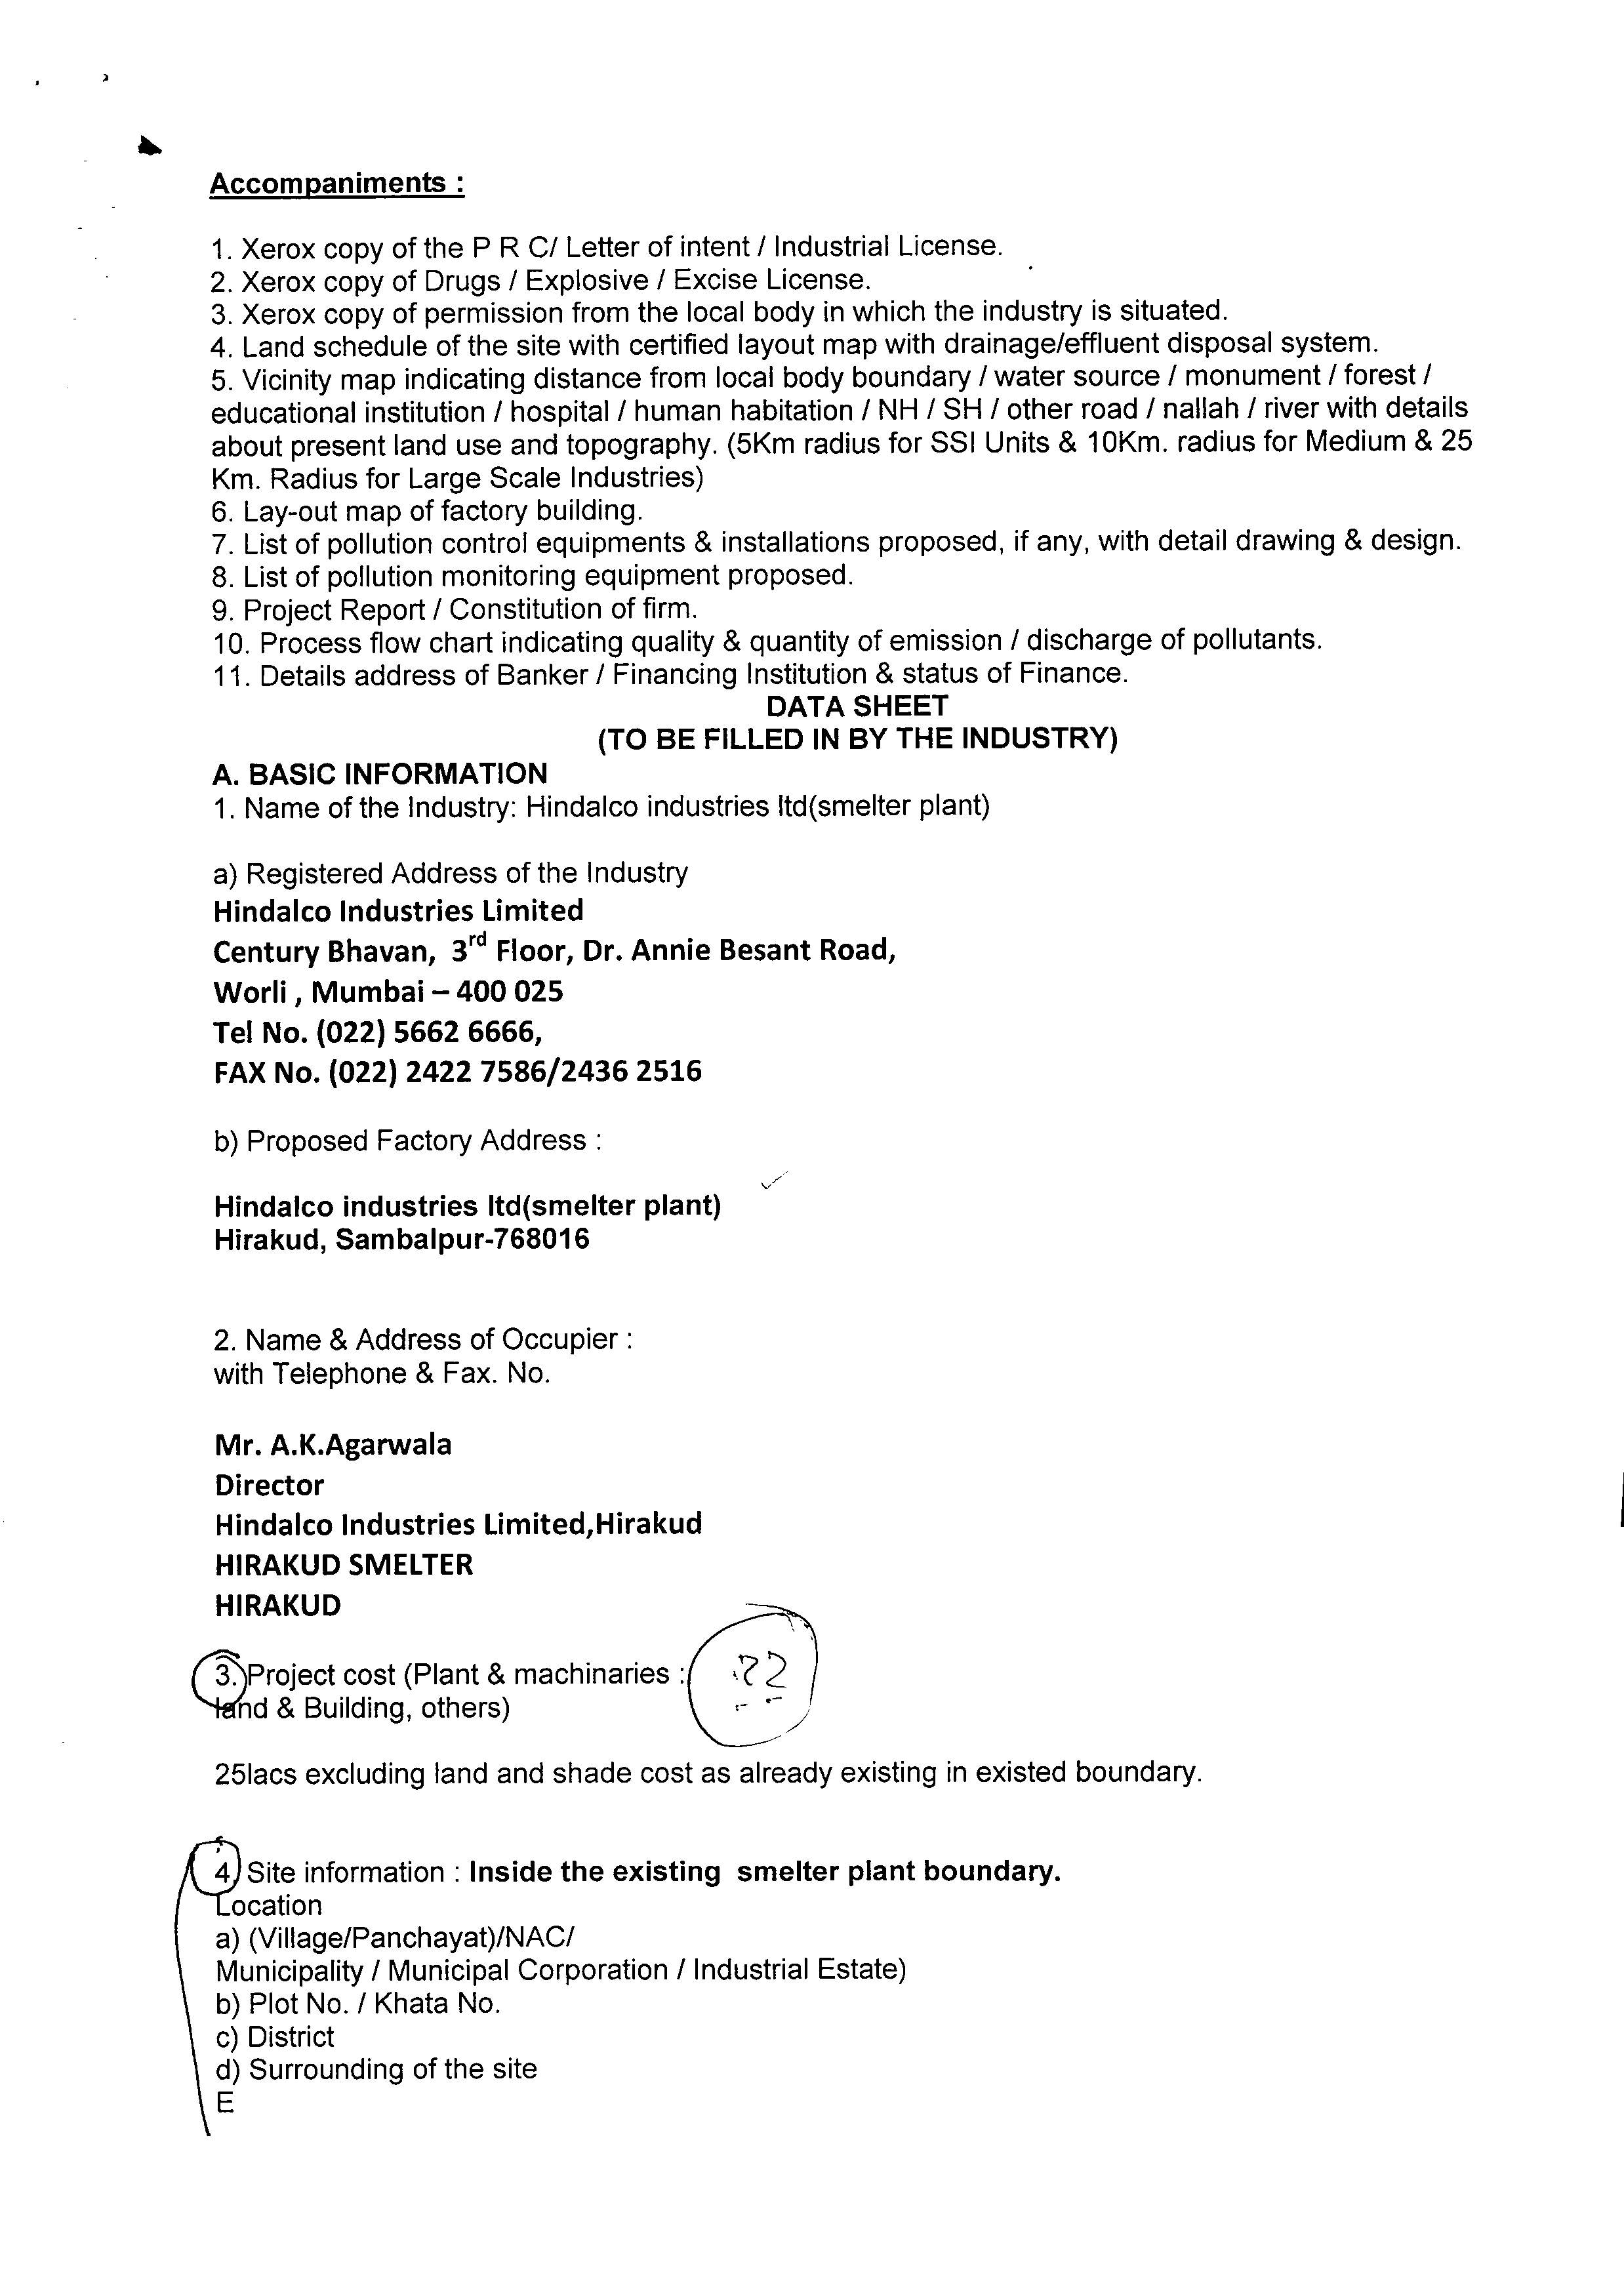 Accompaniments :
1. Xerox copy of the P R C/ Letter of intent / Industrial License.
2. Xerox copy of Drugs / Explosive / Excise License.
3. Xerox copy of permission from the local body in which the industry is situated.
4. Land schedule of the site with certified layout map with drainage/effluent disposal system.
5. Vicinity map indicating distance from local body boundary / water source / monument / forest /
educational institution / hospital / human habitation / NH / SH / other road / nallah / river with details
about present land use and topography. (5Km radius for SSI Units & 10Km. radius for Medium & 25
Km. Radius for Large Scale Industries)
6. Lay-out map of factory building.
7. List of pollution control equipments & installations proposed, if any, with detail drawing & design.
8. List of pollution monitoring equipment proposed.
9. Project Report / Constitution of firm.
10. Process flow chart indicating quality & quantity of emission / discharge of pollutants.
11. Details address of Banker / Financing Institution & status of Finance.
DATA SHEET
(TO BE FILLED IN BY THE INDUSTRY)
A. BASIC INFORMATION
1. Name of the Industry: Hindalco industries ltd(smelter plant)
a) Registered Address of the Industry
Hindalco Industries Limited
Century Bhavan, 3rd Floor, Dr. Annie Besant Road,
Worli , Mumbai – 400 025
Tel No. (022) 5662 6666,
FAX No. (022) 2422 7586/2436 2516
b) Proposed Factory Address :
Hindalco industries ltd(smelter plant)
Hirakud, Sambalpur-768016
2. Name & Address of Occupier :
with Telephone & Fax. No.
Mr. A.K.Agarwala
Director
Hindalco Industries Limited,Hirakud
HIRAKUD SMELTER
HIRAKUD
3. Project cost (Plant & machinaries : ??
land & Building, others)
25lacs excluding land and shade cost as already existing in existed boundary.
4. Site information : Inside the existing smelter plant boundary.
Location
a) (Village/Panchayat)/NAC/
Municipality / Municipal Corporation / Industrial Estate)
b) Plot No. / Khata No.
c) District
d) Surrounding of the site
E